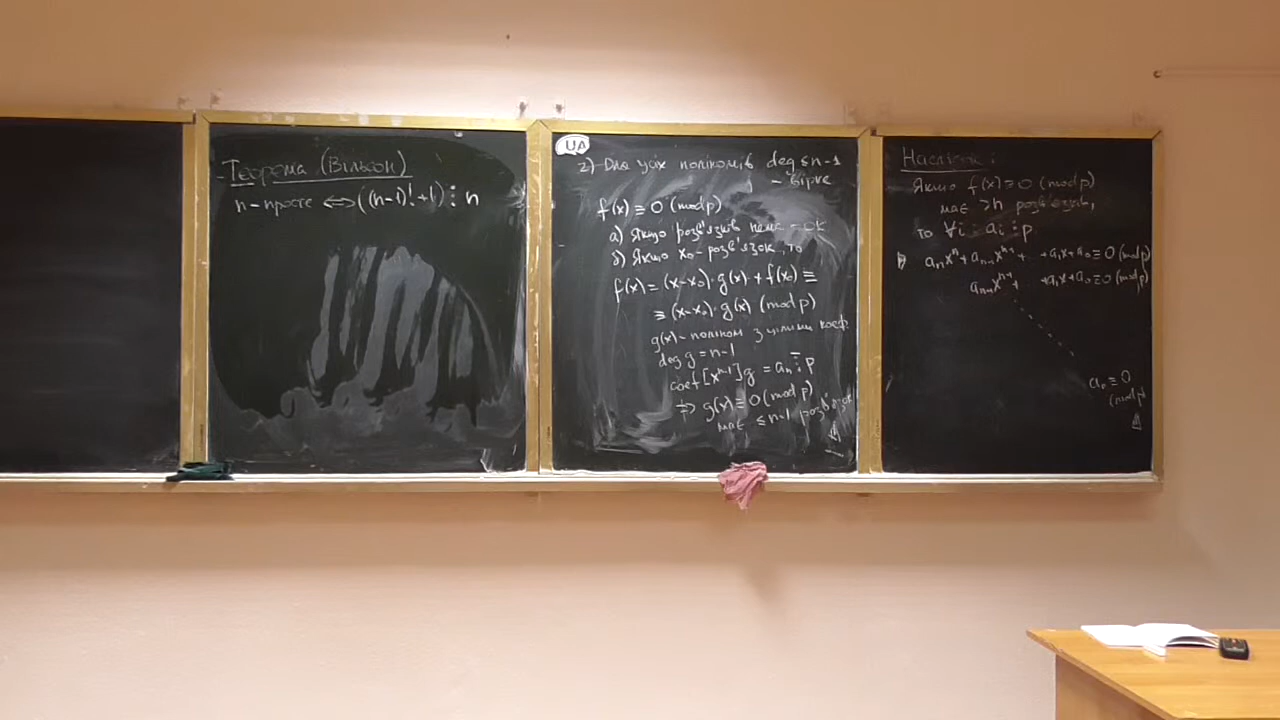 Теорема (Вільсон)
n-просте ⟺ ((n-1)!+1) ⋮ n
UA
2) Для усіх поліномів deg ≤ n-1
- вірне
f(x) ≡ 0 (mod p)
а) Якщо розв'язків нема - ок
б) Якщо x₀ - розв'язок, то
f(x) = (x-x₀)·g(x) + f(x₀) ≡
≡ (x-x₀)·g(x) (mod p)
g(x) - поліном з цілими коеф.
deg g = n-1
coef [xⁿ⁻¹]g = aₙ ⋮̅ p
⇒ g(x) ≡ 0 (mod p)
має ≤ n-1 розв'язок
Наслідок:
Якщо f(x) ≡ 0 (mod p)
має > n розв'язків,
то ∀i: aᵢ ⋮ p
aₙxⁿ + aₙ₋₁xⁿ⁻¹ + + a₁x + a₀ ≡ 0 (mod p)
aₙ₋₁xⁿ⁻¹ + + a₁x + a₀ ≡ 0 (mod p)
a₀ ≡ 0
(mod p)